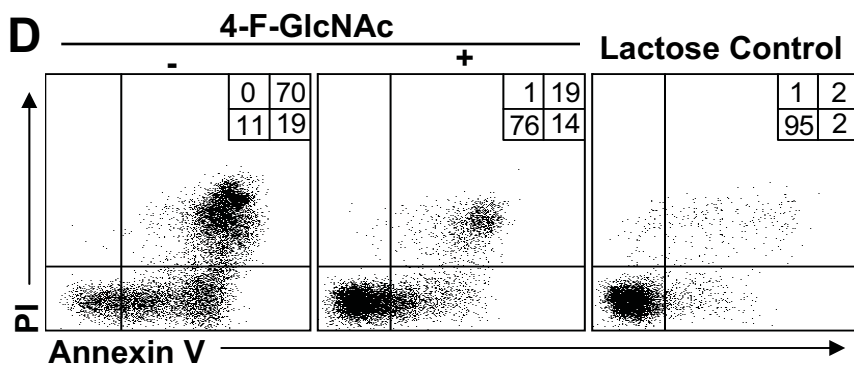 D
4-F-GlcNAc
- +
Lactose Control
0 70
11 19
1 19
76 14
1 2
95 2
PI
Annexin V